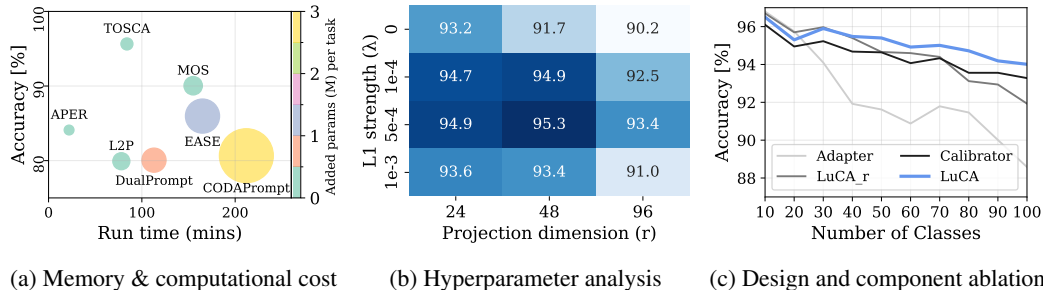 100
90
80
Accuracy [%]
TOSCA
MOS
APER
L2P
EASE
DualPrompt
CODAPrompt
0
100
200
Run time (mins)
3
2
1
0
Added params (M) per task
(a) Memory & computational cost
L1 strength (λ)
0
1e-4
5e-4
1e-3
93.2 91.7 90.2
94.7 94.9 92.5
94.9 95.3 93.4
93.6 93.4 91.0
24 48 96
Projection dimension (r)
(b) Hyperparameter analysis
Accuracy [%]
96
94
92
90
88
Adapter
LuCA_r
Calibrator
LuCA
10 20 30 40 50 60 70 80 90 100
Number of Classes
(c) Design and component ablation